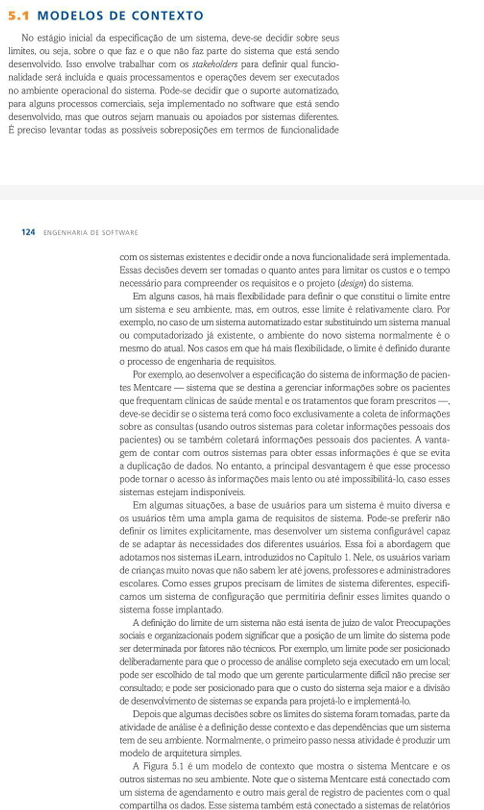 5.1 MODELOS DE CONTEXTO
No estágio inicial da especificação de um sistema, deve-se decidir sobre seus
limites, ou seja, sobre o que faz e o que não faz parte do sistema que está sendo
desenvolvido. Isso envolve trabalhar com os stakeholders para definir qual funcio-
nalidade será incluída e quais processamentos e operações devem ser executados
no ambiente operacional do sistema. Pode-se decidir que o suporte automatizado,
para alguns processos comerciais, seja implementado no software que está sendo
desenvolvido, mas que outros sejam manuais ou apoiados por sistemas diferentes.
É preciso levantar todas as possíveis sobreposições em termos de funcionalidade
124 ENGENHARIA DE SOFTWARE
com os sistemas existentes e decidir onde a nova funcionalidade será implementada.
Essas decisões devem ser tomadas o quanto antes para limitar os custos e o tempo
necessário para compreender os requisitos e o projeto (design) do sistema.
Em alguns casos, há mais flexibilidade para definir o que constitui o limite entre
um sistema e seu ambiente, mas, em outros, esse limite é relativamente claro. Por
exemplo, no caso de um sistema automatizado estar substituindo um sistema manual
ou computadorizado já existente, o ambiente do novo sistema normalmente é o
mesmo do atual. Nos casos em que há mais flexibilidade, o limite é definido durante
o processo de engenharia de requisitos.
Por exemplo, ao desenvolver a especificação do sistema de informação de pacien-
tes Mentcare — sistema que se destina a gerenciar informações sobre os pacientes
que frequentam clínicas de saúde mental e os tratamentos que foram prescritos —,
deve-se decidir se o sistema terá como foco exclusivamente a coleta de informações
sobre as consultas (usando outros sistemas para coletar informações pessoais dos
pacientes) ou se também coletará informações pessoais dos pacientes. A vanta-
gem de contar com outros sistemas para obter essas informações é que se evita
a duplicação de dados. No entanto, a principal desvantagem é que esse processo
pode tornar o acesso às informações mais lento ou até impossibilitá-lo, caso esses
sistemas estejam indisponíveis.
Em algumas situações, a base de usuários para um sistema é muito diversa e
os usuários têm uma ampla gama de requisitos de sistema. Pode-se preferir não
definir os limites explicitamente, mas desenvolver um sistema configurável capaz
de se adaptar às necessidades dos diferentes usuários. Essa foi a abordagem que
adotamos nos sistemas iLearn, introduzidos no Capítulo 1. Nele, os usuários variam
de crianças muito novas que não sabem ler até jovens, professores e administradores
escolares. Como esses grupos precisam de limites de sistema diferentes, especifi-
camos um sistema de configuração que permitiria definir esses limites quando o
sistema fosse implantado.
A definição do limite de um sistema não está isenta de juízo de valor. Preocupações
sociais e organizacionais podem significar que a posição de um limite do sistema pode
ser determinada por fatores não técnicos. Por exemplo, um limite pode ser posicionado
deliberadamente para que o processo de análise completo seja executado em um local;
pode ser escolhido de tal modo que um gerente particularmente difícil não precise ser
consultado; e pode ser posicionado para que o custo do sistema seja maior e a divisão
de desenvolvimento de sistemas se expanda para projetá-lo e implementá-lo.
Depois que algumas decisões sobre os limites do sistema foram tomadas, parte da
atividade de análise é a definição desse contexto e das dependências que um sistema
tem de seu ambiente. Normalmente, o primeiro passo nessa atividade é produzir um
modelo de arquitetura simples.
A Figura 5.1 é um modelo de contexto que mostra o sistema Mentcare e os
outros sistemas no seu ambiente. Note que o sistema Mentcare está conectado com
um sistema de agendamento e outro mais geral de registro de pacientes com o qual
compartilha os dados. Esse sistema também está conectado a sistemas de relatórios